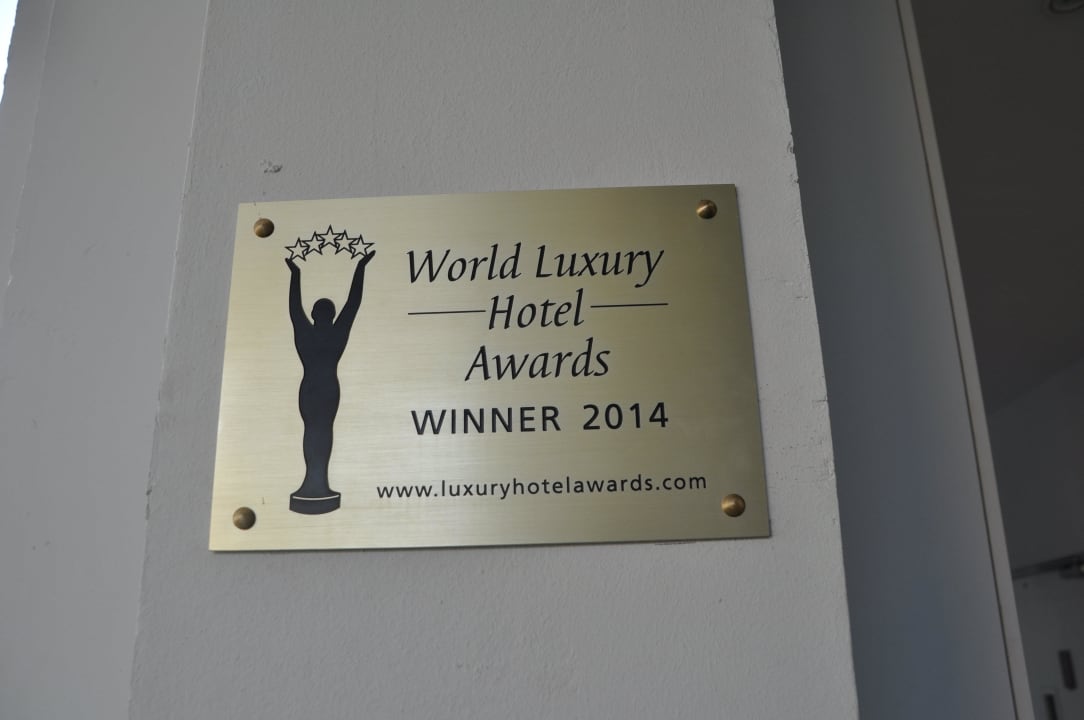 World Luxury
Hotel
Awards
WINNER 2014
www.luxuryhotelawards.com